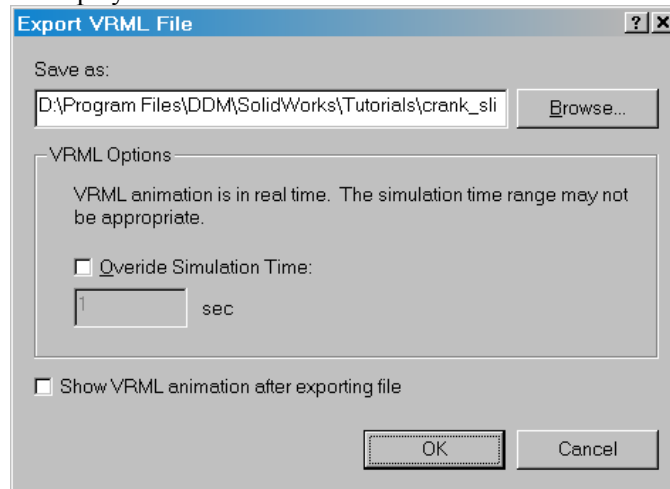 Export VRML File
Save as:
D:\Program Files\DDM\SolidWorks\Tutorials\crank_sli
Browse...
VRML Options
VRML animation is in real time. The simulation time range may not
be appropriate.
Overide Simulation Time:
1 sec
Show VRML animation after exporting file
OK Cancel